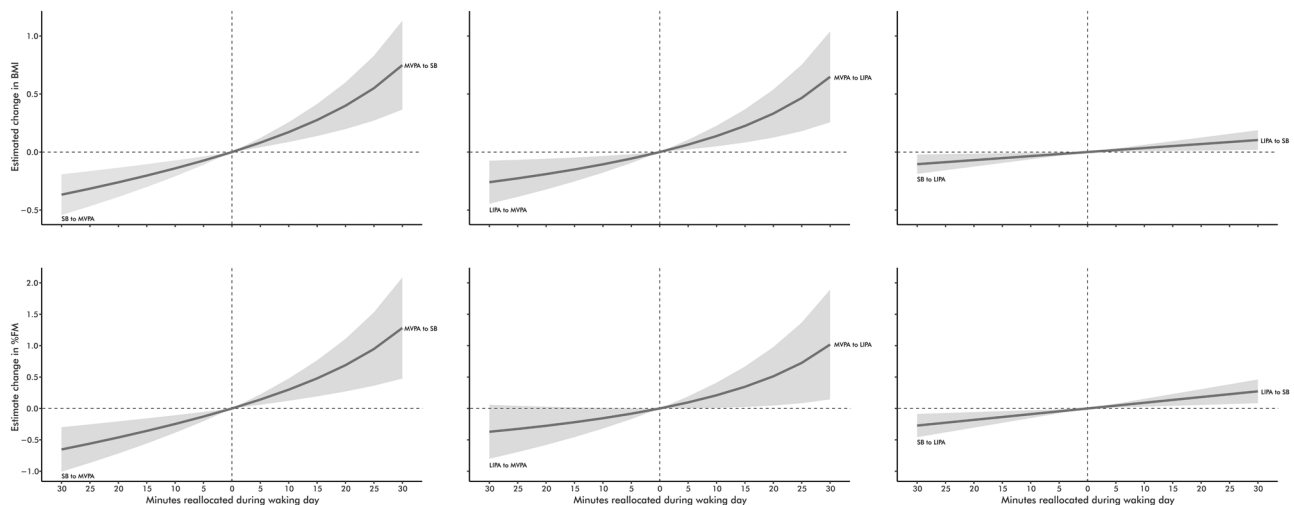 Estimated change in BMI
1.0
0.5
0.0
−0.5
MVPA to SB
SB to MVPA
MVPA to LIPA
LIPA to MVPA
LIPA to SB
SB to LIPA
Estimate change in %FM
2.0
1.5
1.0
0.5
0.0
−0.5
−1.0
MVPA to SB
SB to MVPA
30 25 20 15 10 5 0 5 10 15 20 25 30
Minutes reallocated during waking day
MVPA to LIPA
LIPA to MVPA
30 25 20 15 10 5 0 5 10 15 20 25 30
Minutes reallocated during waking day
LIPA to SB
SB to LIPA
30 25 20 15 10 5 0 5 10 15 20 25 30
Minutes reallocated during waking day